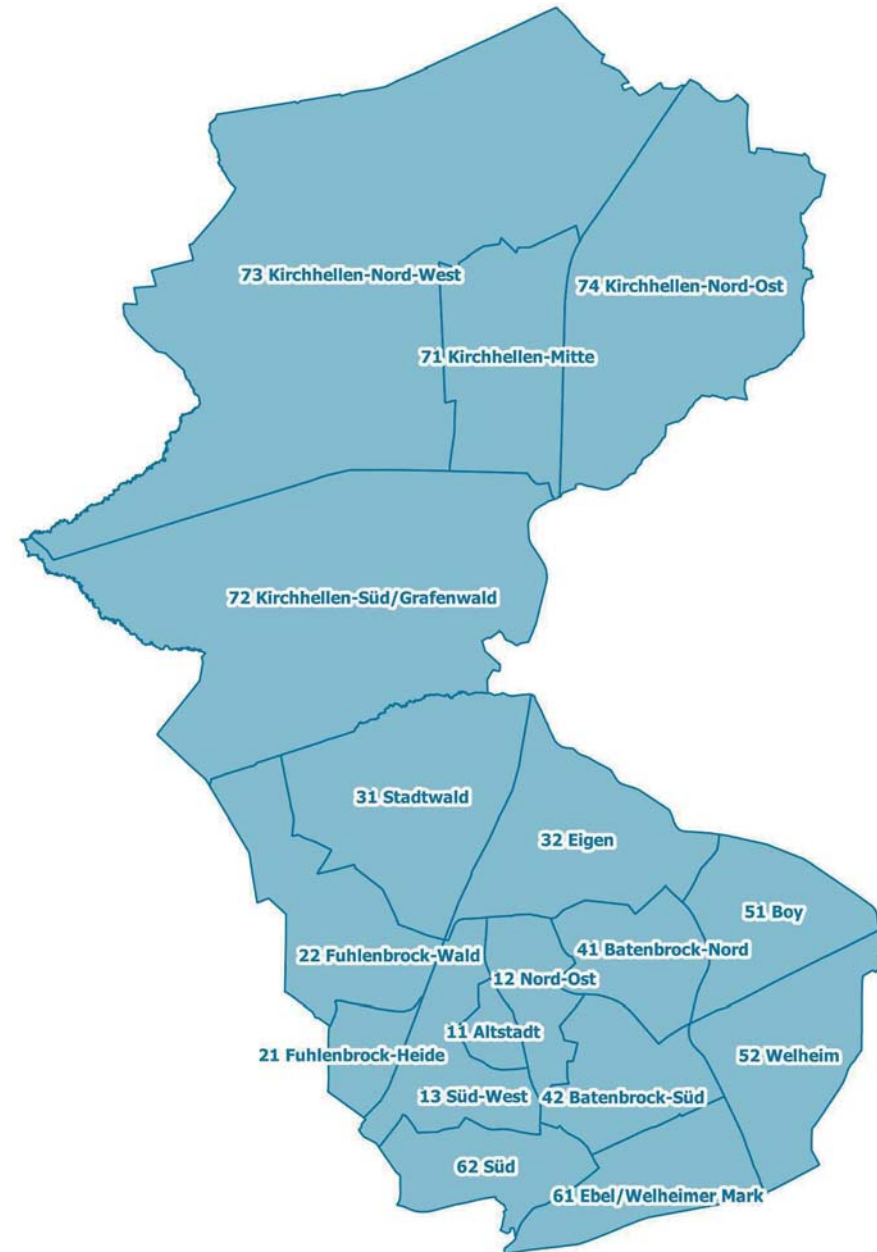 73 Kirchhellen-Nord-West
74 Kirchhellen-Nord-Ost
71 Kirchhellen-Mitte
72 Kirchhellen-Süd/Grafenwald
31 Stadtwald
32 Eigen
51 Boy
22 Fuhlenbrock-Wald
41 Batenbrock-Nord
12 Nord-Ost
11 Altstadt
21 Fuhlenbrock-Heide
52 Welheim
13 Süd-West
42 Batenbrock-Süd
62 Süd
61 Ebel/Welheimer Mark